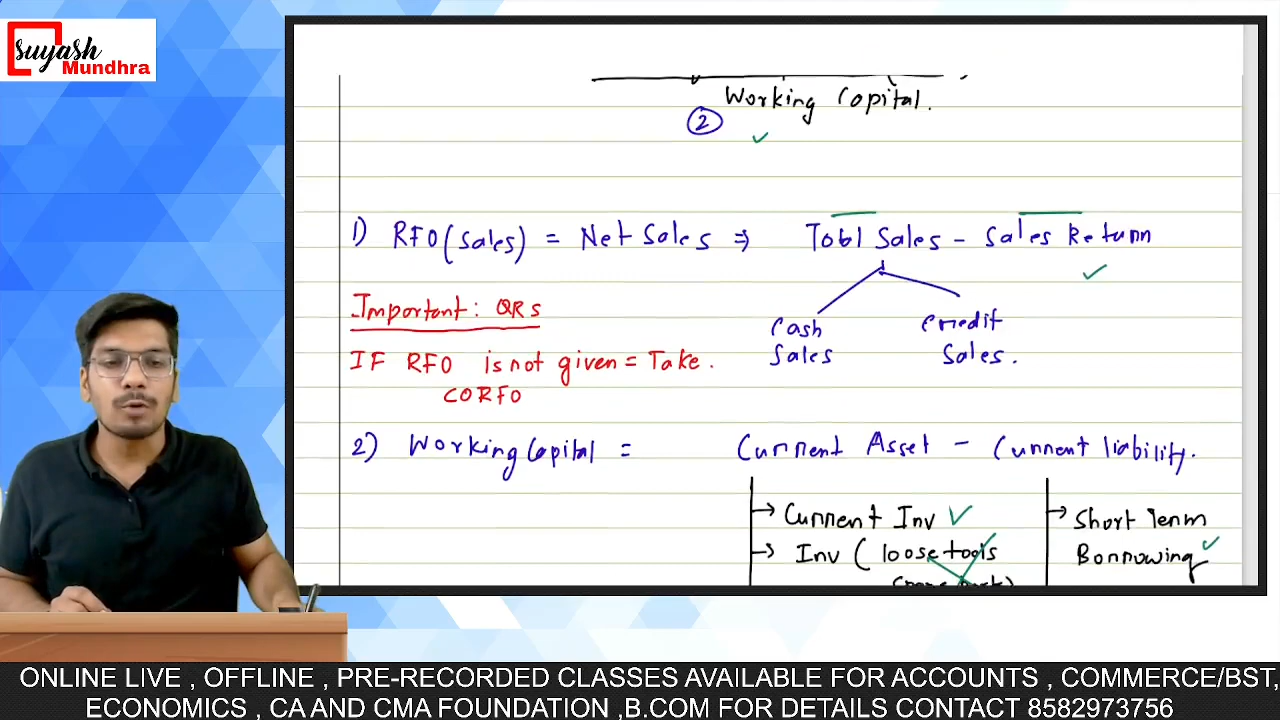 suyash
Mundhra
Working Capital.
2
1) RFO (Sales) = Net Sales ⇒ Total Sales - Sales Return
Important: QRs
Cash Sales
Credit Sales.
IF RFO is not given = Take.
CORFO
2) Working Capital = Current Asset - Current liability.
→ Current Inv
→ Short Term
→ Inv ( loose tools
Borrowing
ONLINE LIVE , OFFLINE , PRE-RECORDED CLASSES AVAILABLE FOR ACCOUNTS , COMMERCE/BST,
ECONOMICS , CA AND CMA FOUNDATION ,B.COM FOR DETAILS CONTACT 8582973756